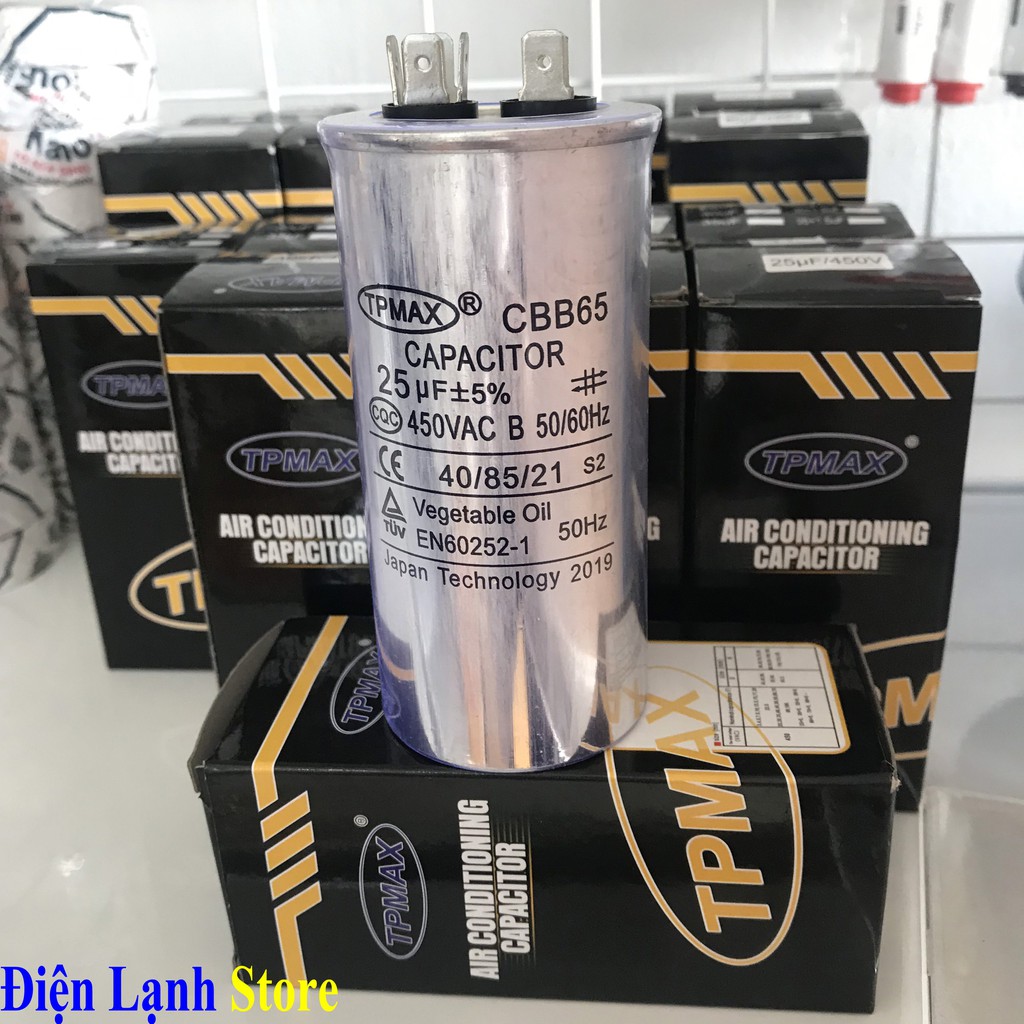 TPMAX® CBB65
CAPACITOR
25 µF±5%
CQC 450VAC B 50/60Hz
CE 40/85/21 S2
TÜV Vegetable Oil
EN60252-1 50Hz
Japan Technology 2019
25µF/450V
TPMAX
AIR CONDITIONING
CAPACITOR
TPMAX
AIR CONDITIONING
CAPACITOR
TPMAX®
AIR CONDITIONING
CAPACITOR
TPMAX
TPMAX®
AIR CONDITIONING
CAPACITOR
TPMAX
Điện Lạnh Store